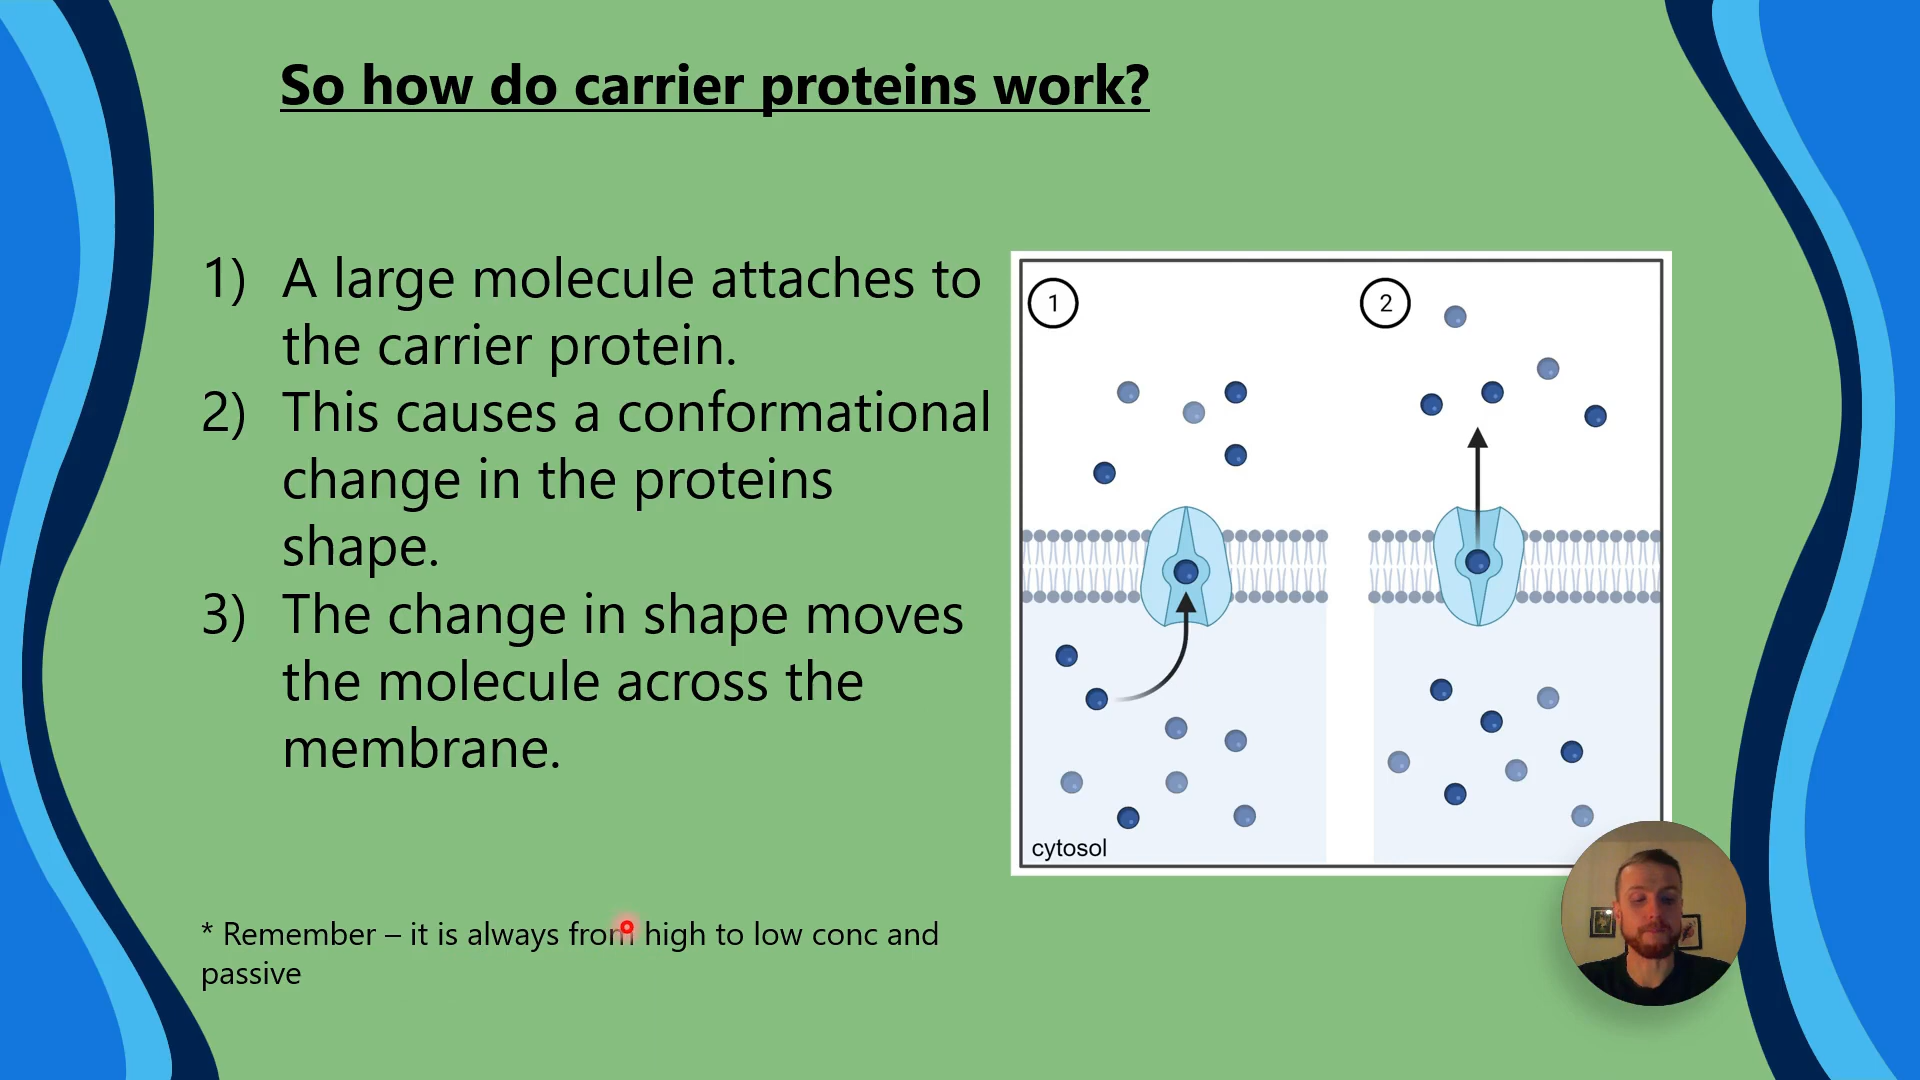 So how do carrier proteins work?
1) A large molecule attaches to
the carrier protein.
2) This causes a conformational
change in the proteins
shape.
3) The change in shape moves
the molecule across the
membrane.
* Remember – it is always from high to low conc and
passive
1
2
cytosol